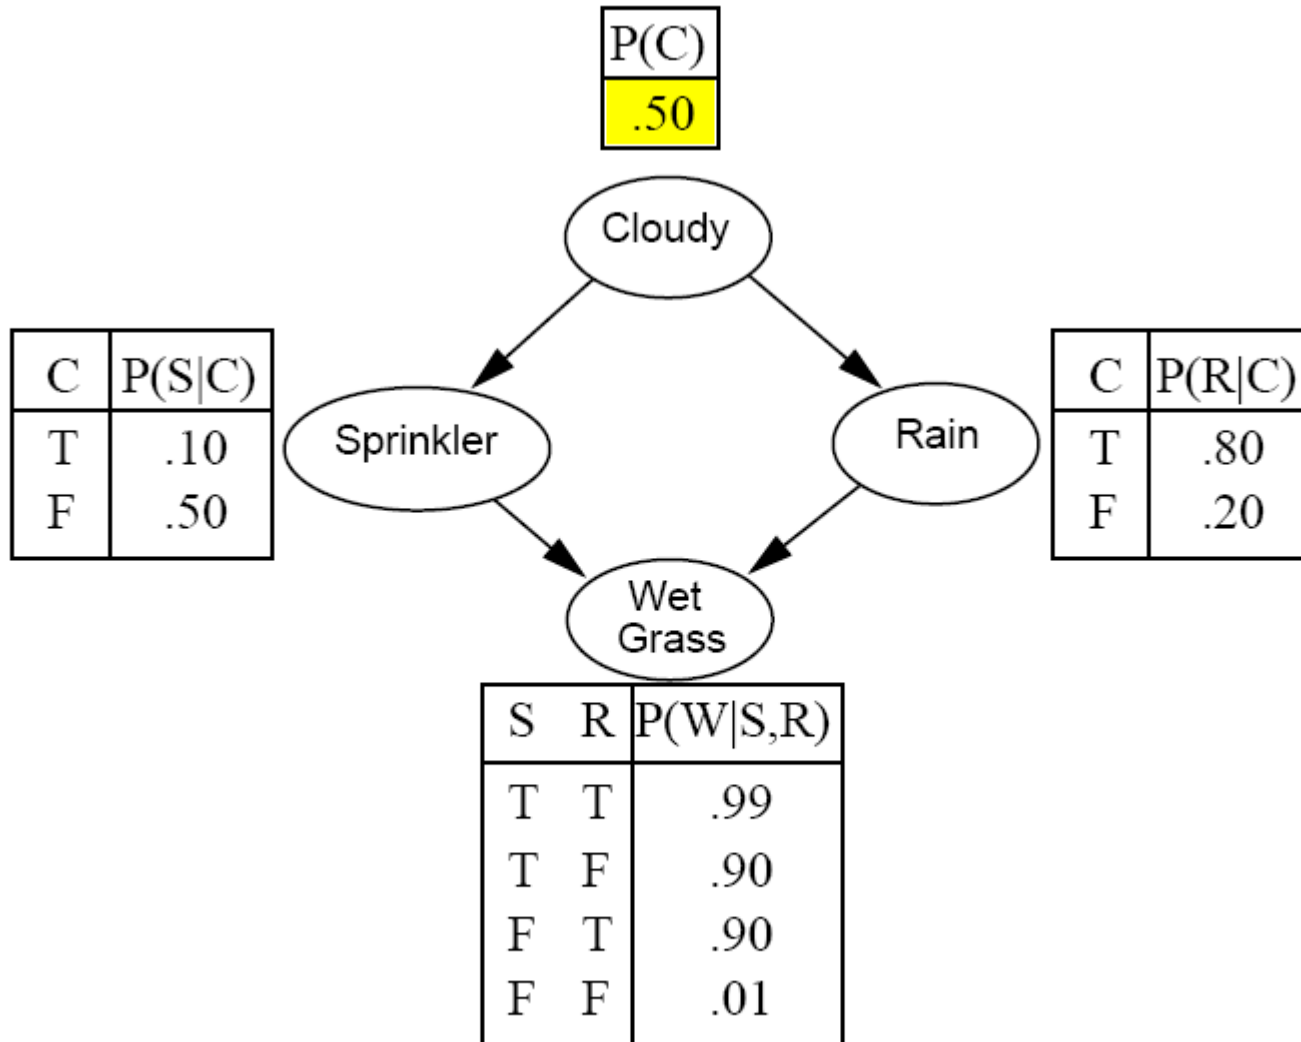 P(C)
.50
Cloudy
C P(S|C)
T .10
F .50
Sprinkler
Rain
C P(R|C)
T .80
F .20
Wet
Grass
S R P(W|S,R)
T T .99
T F .90
F T .90
F F .01